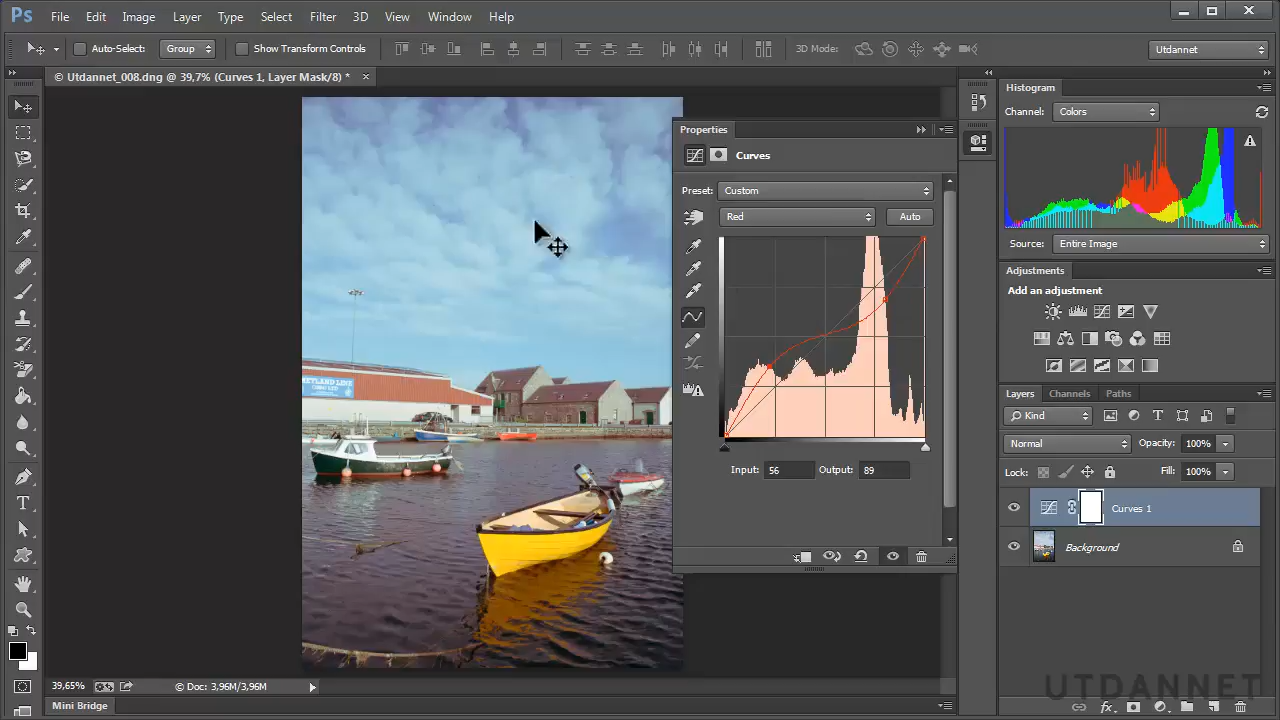 Ps File Edit Image Layer Type Select Filter 3D View Window Help
Auto-Select: Group Show Transform Controls 3D Mode: Utdannet
© Utdannet_008.dng @ 39,7% (Curves 1, Layer Mask/8) * ×
Properties
Curves
Preset: Custom
Red Auto
Input: 56 Output: 89
Histogram
Channel: Colors
Source: Entire Image
Adjustments
Add an adjustment
Layers Channels Paths
Kind
Normal Opacity: 100%
Lock: Fill: 100%
Curves 1
Background
39,65% © Doc: 3,96M/3,96M
Mini Bridge
UTDANNET